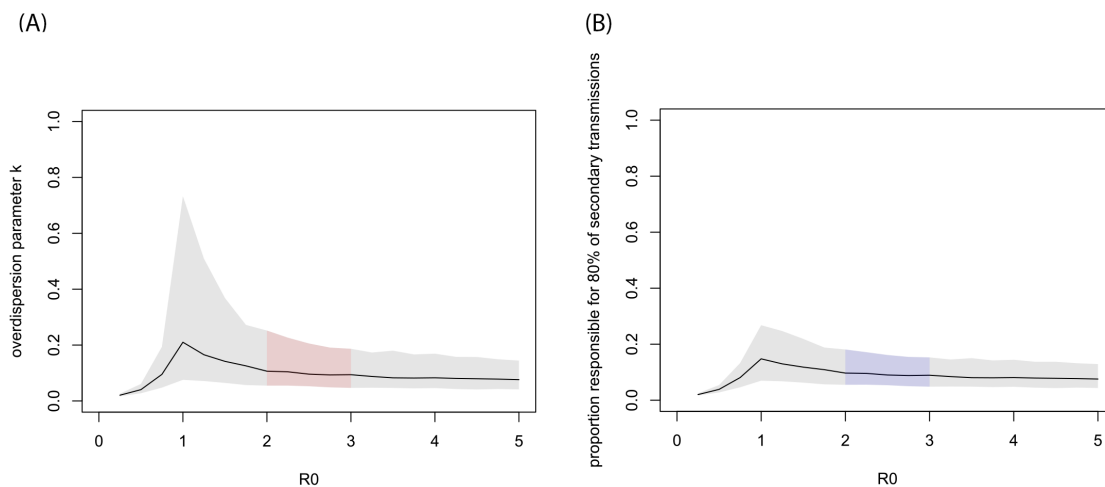 (A)
overdispersion parameter k
1.0
0.8
0.6
0.4
0.2
0.0
0 1 2 3 4 5
R0
(B)
proportion responsible for 80% of secondary transmissions
1.0
0.8
0.6
0.4
0.2
0.0
0 1 2 3 4 5
R0